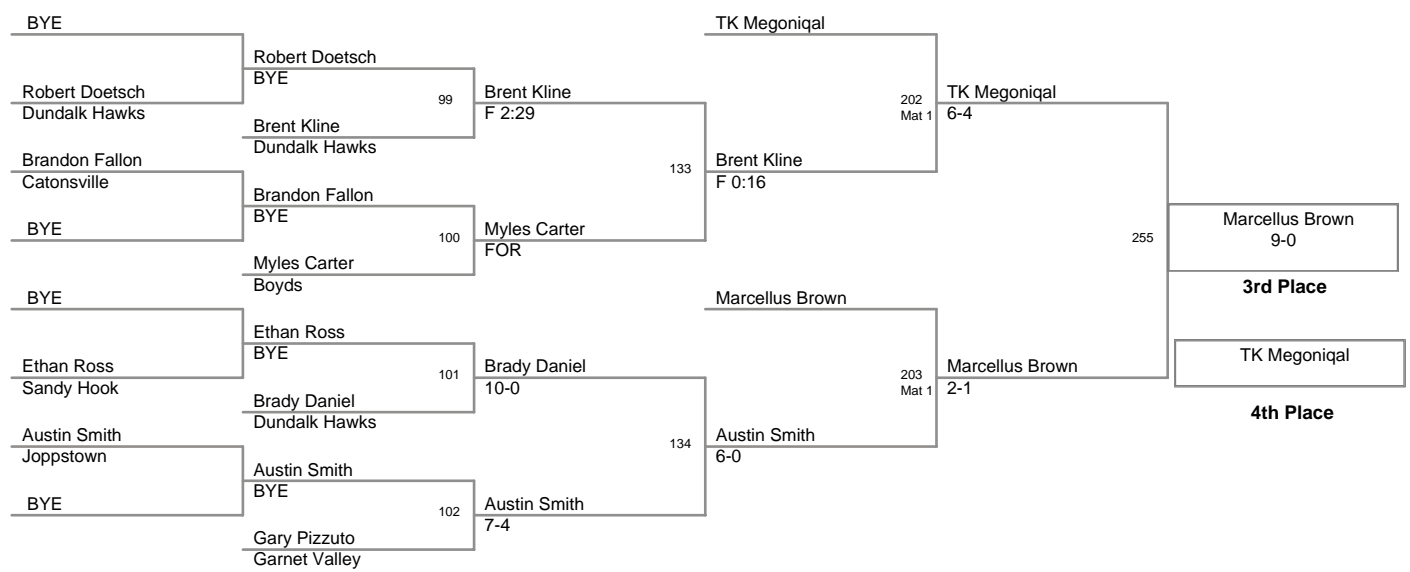 BYE
Robert Doetsch
Dundalk Hawks
Brandon Fallon
Catonsville
BYE
BYE
Ethan Ross
Sandy Hook
Austin Smith
Joppstown
BYE
Robert Doetsch
BYE
99
Brent Kline
Dundalk Hawks
Brandon Fallon
BYE
100
Myles Carter
Boyds
Ethan Ross
BYE
101
Brady Daniel
Dundalk Hawks
Austin Smith
BYE
102
Gary Pizzuto
Garnet Valley
Brent Kline
F 2:29
133
Myles Carter
FOR
Brady Daniel
10-0
134
Austin Smith
7-4
TK Megoniqal
202
Mat 1
Brent Kline
F 0:16
Marcellus Brown
203
Mat 1
Austin Smith
6-0
TK Megoniqal
6-4
255
Marcellus Brown
2-1
Marcellus Brown
9-0
3rd Place
TK Megoniqal
4th Place